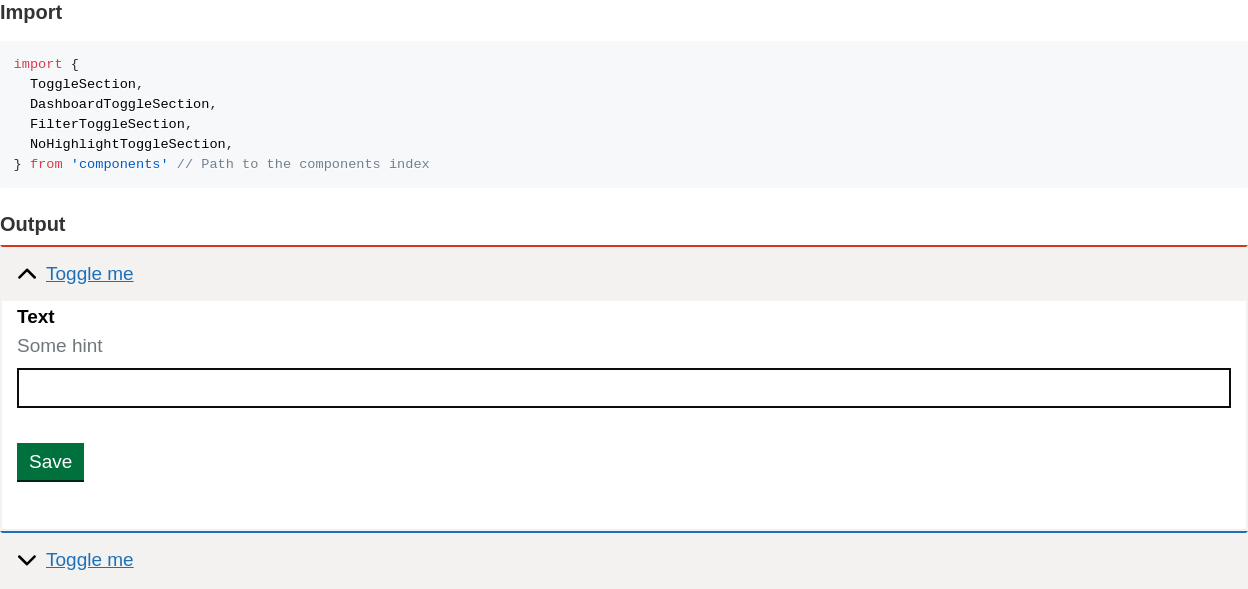 Import
import {
  ToggleSection,
  DashboardToggleSection,
  FilterToggleSection,
  NoHighlightToggleSection,
} from 'components' // Path to the components index
Output
Toggle me
Text
Some hint
Save
Toggle me